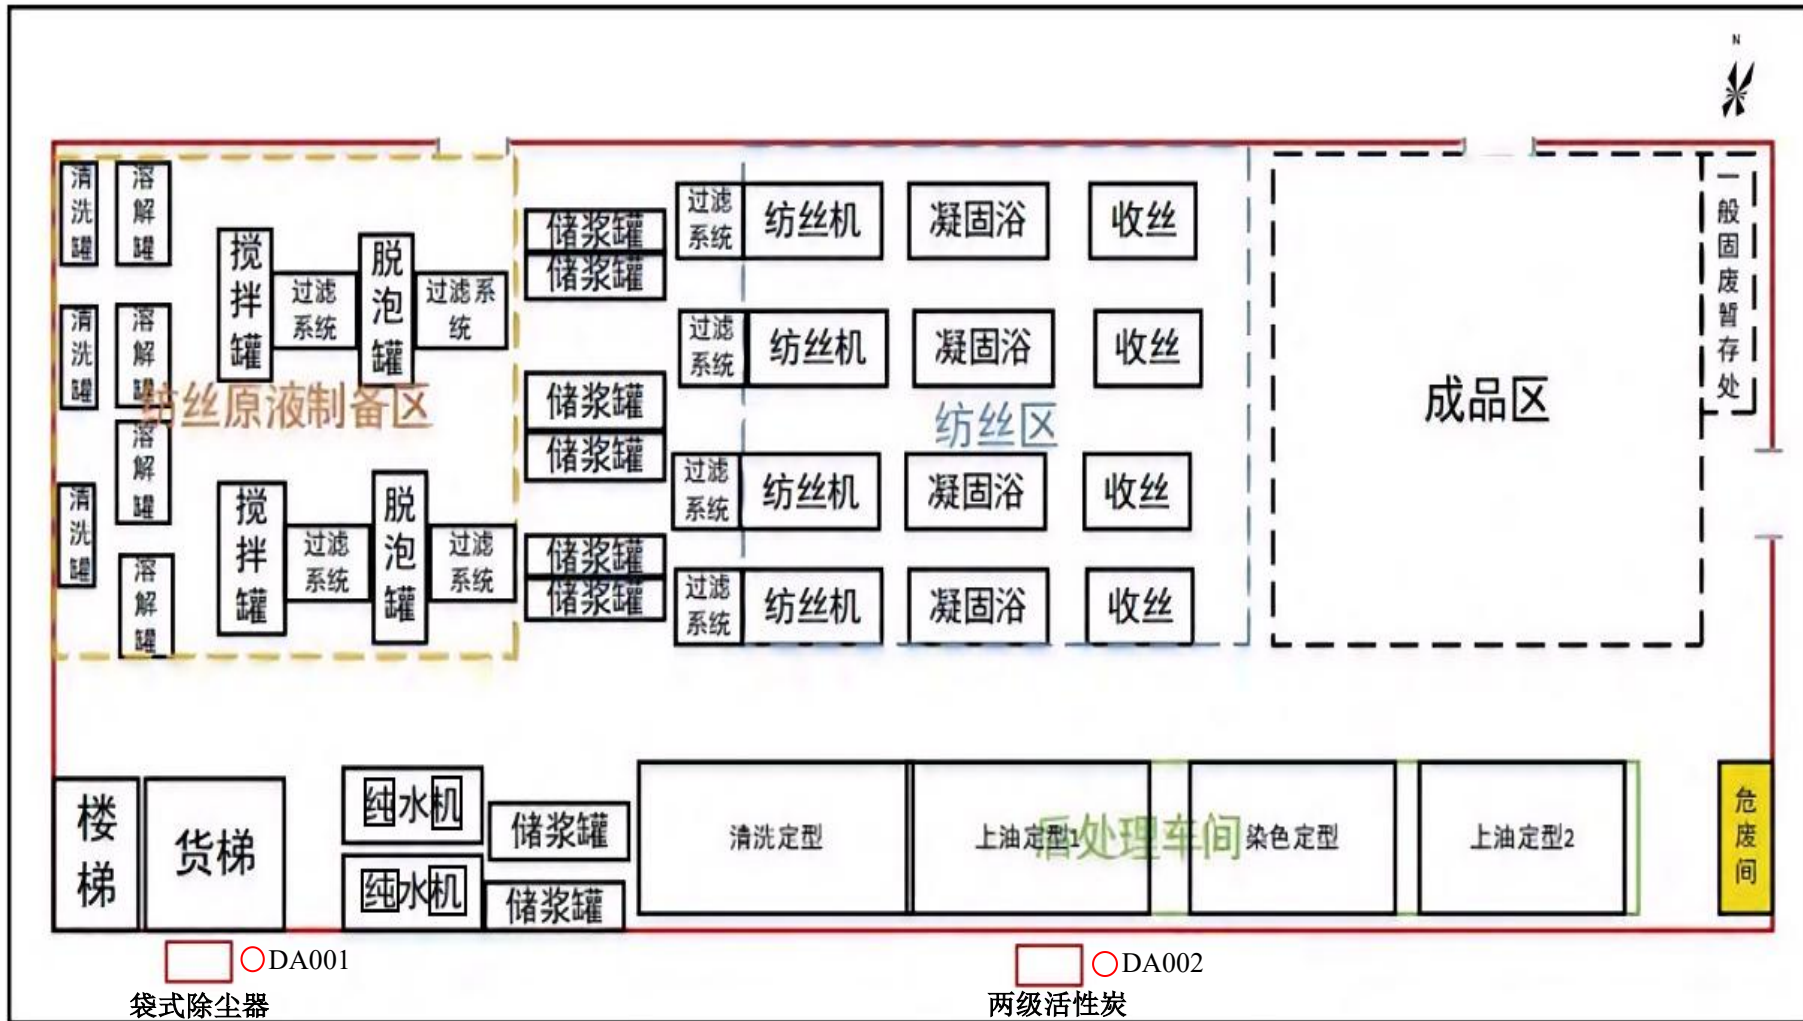 N
清洗罐
溶解罐
清洗罐
溶解罐
溶解罐
清洗罐
溶解罐
搅拌罐
过滤系统
脱泡罐
过滤系统
纺丝原液制备区
搅拌罐
过滤系统
脱泡罐
过滤系统
储浆罐
储浆罐
储浆罐
储浆罐
储浆罐
储浆罐
过滤系统
纺丝机
凝固浴
收丝
过滤系统
纺丝机
凝固浴
收丝
纺丝区
过滤系统
纺丝机
凝固浴
收丝
过滤系统
纺丝机
凝固浴
收丝
成品区
一般固废暂存处
楼梯
货梯
纯水机
纯水机
储浆罐
储浆罐
清洗定型
上油定型1
后处理车间
染色定型
上油定型2
危废间
DA001
袋式除尘器
DA002
两级活性炭